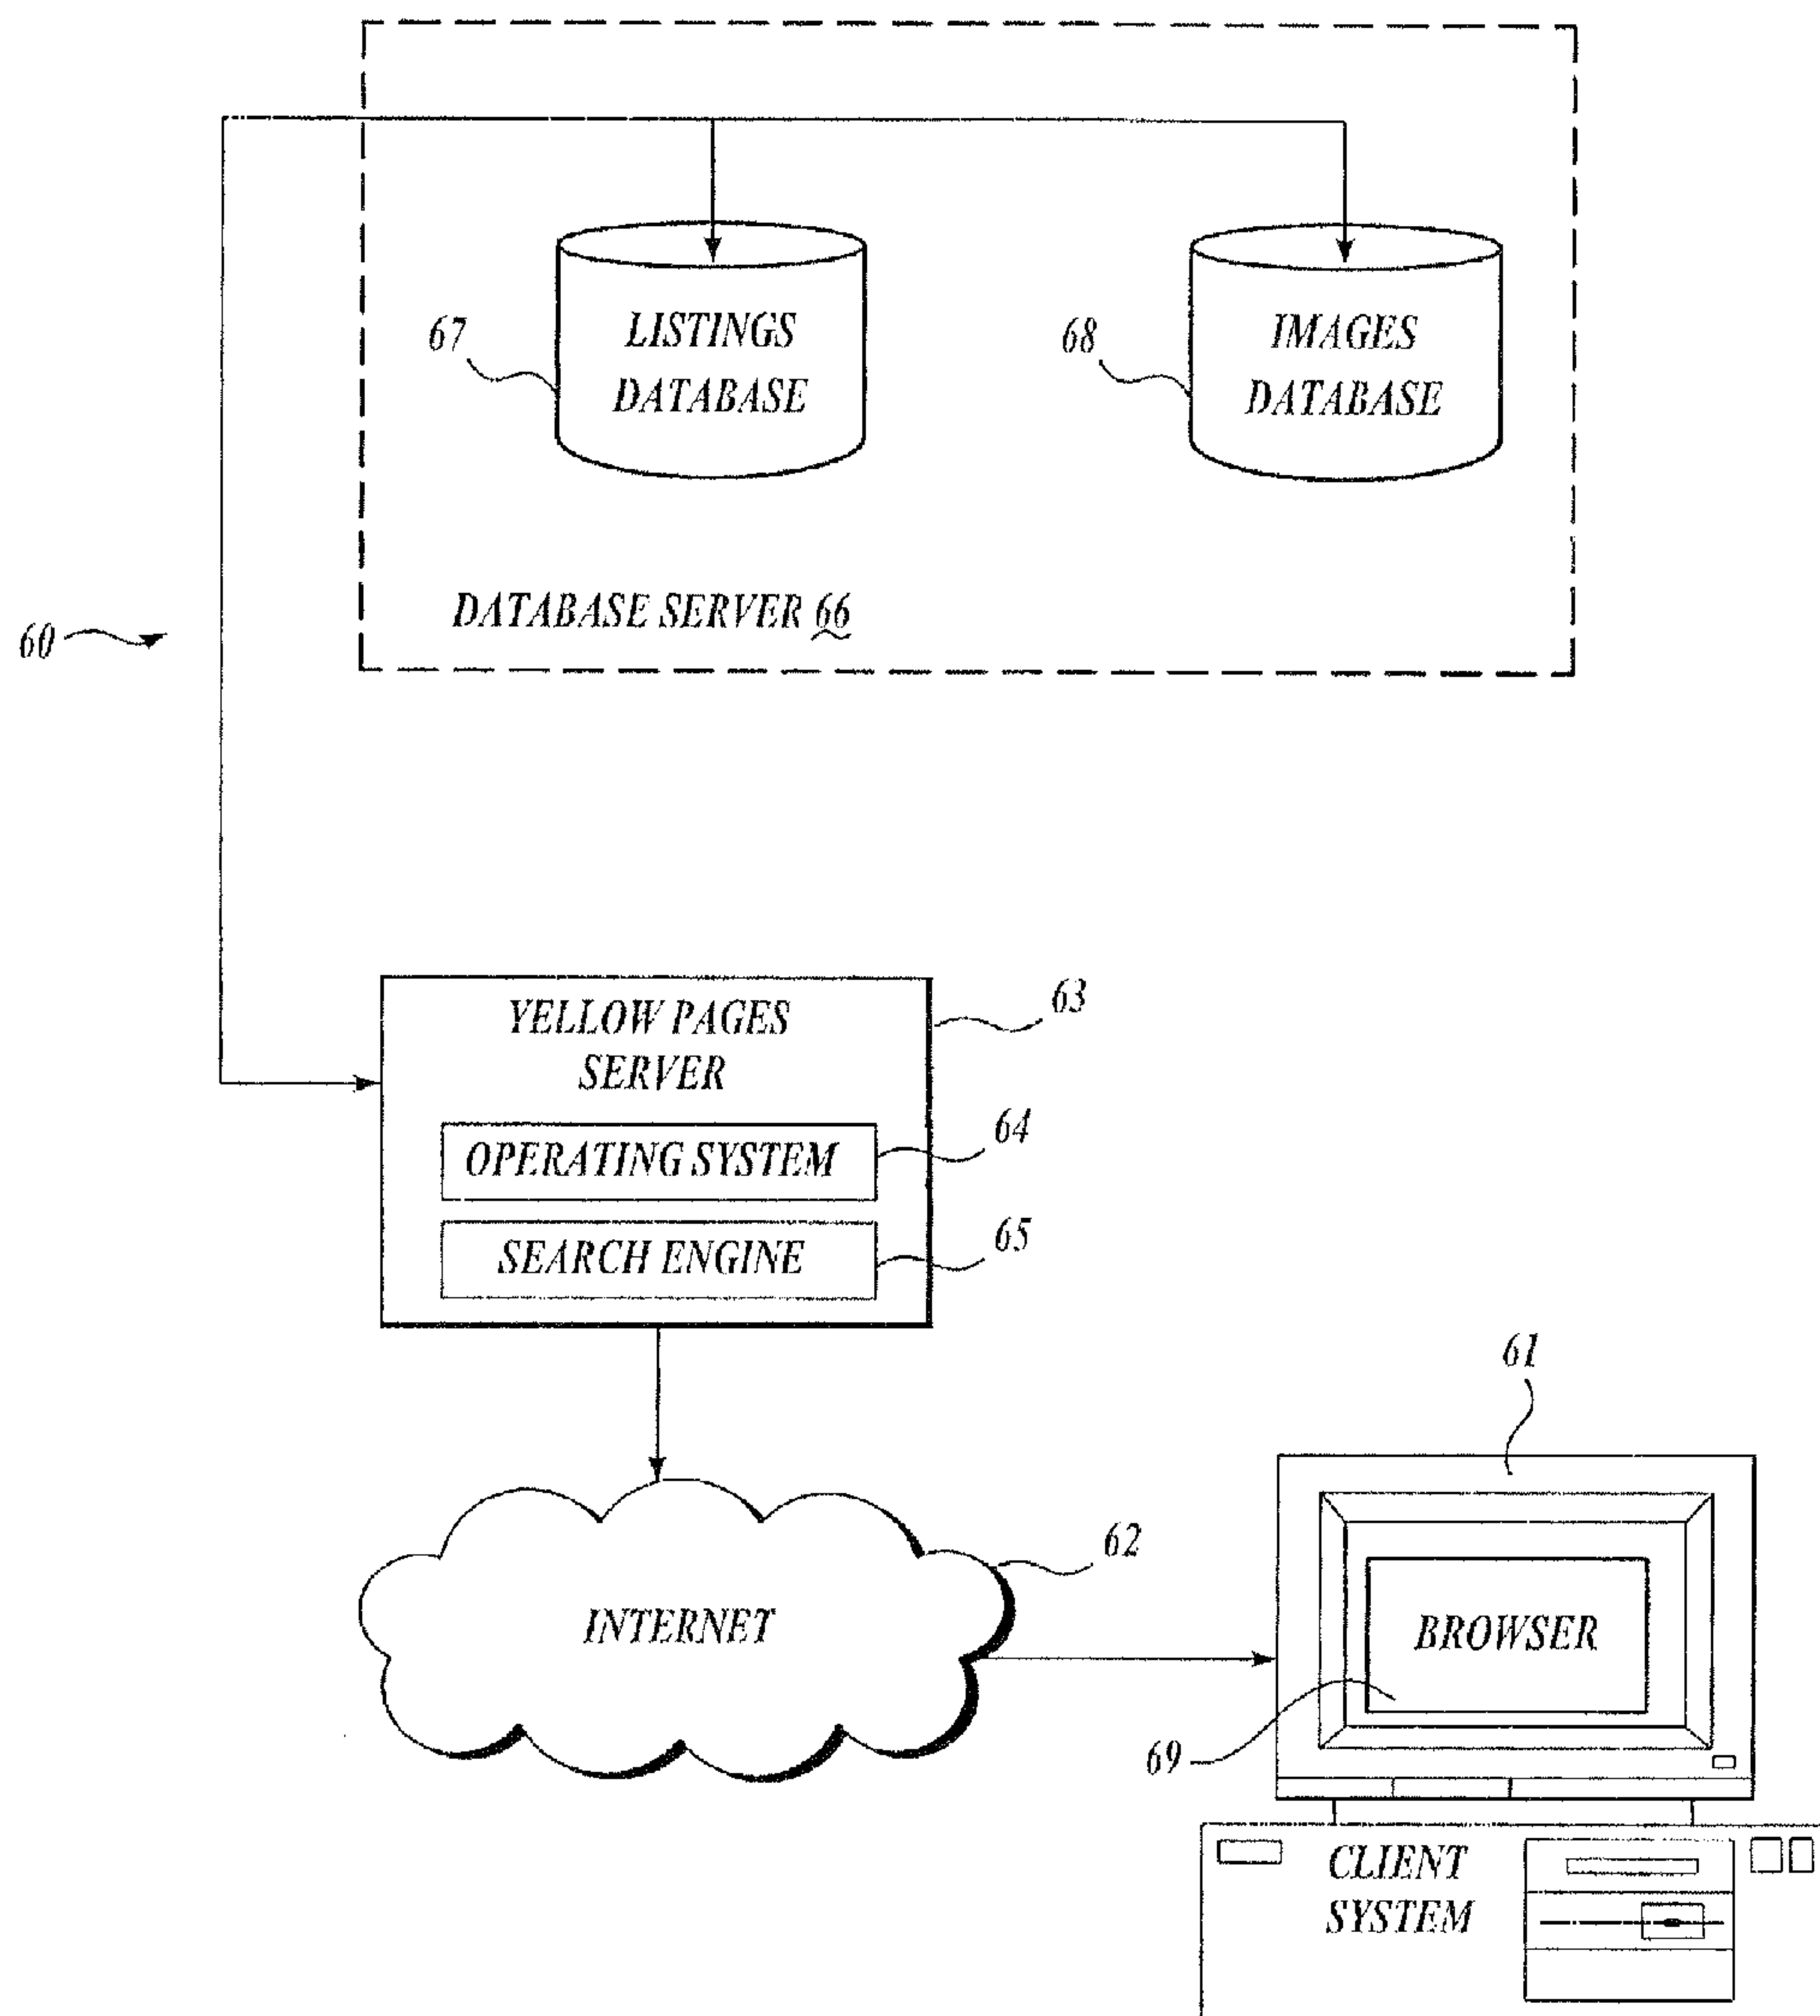 67
LISTINGS
DATABASE
68
IMAGES
DATABASE
DATABASE SERVER 66
60
YELLOW PAGES
SERVER
63
OPERATING SYSTEM
64
SEARCH ENGINE
65
61
INTERNET
62
BROWSER
69
CLIENT
SYSTEM